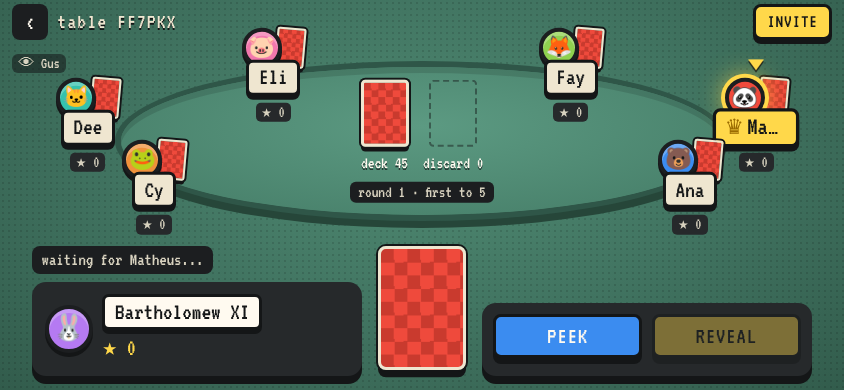 ‹ table FF7PKX
INVITE
Gus
Eli
★ 0
Fay
★ 0
Dee
★ 0
♛ Ma…
★ 0
Cy
★ 0
Ana
★ 0
deck 45
discard 0
round 1 · first to 5
waiting for Matheus...
Bartholomew XI
★ 0
PEEK
REVEAL